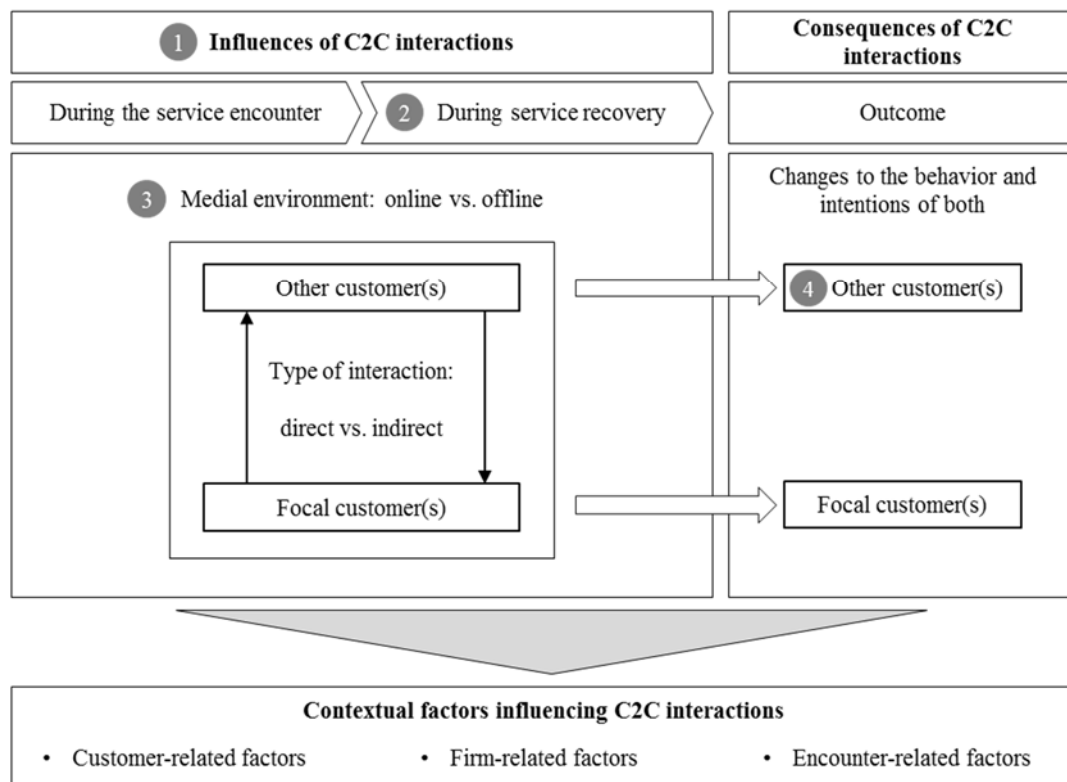 1 Influences of C2C interactions
Consequences of C2C
interactions
During the service encounter
2 During service recovery
Outcome
3 Medial environment: online vs. offline
Changes to the behavior and
intentions of both
Other customer(s)
4 Other customer(s)
Type of interaction:
direct vs. indirect
Focal customer(s)
Focal customer(s)
Contextual factors influencing C2C interactions
• Customer-related factors
• Firm-related factors
• Encounter-related factors